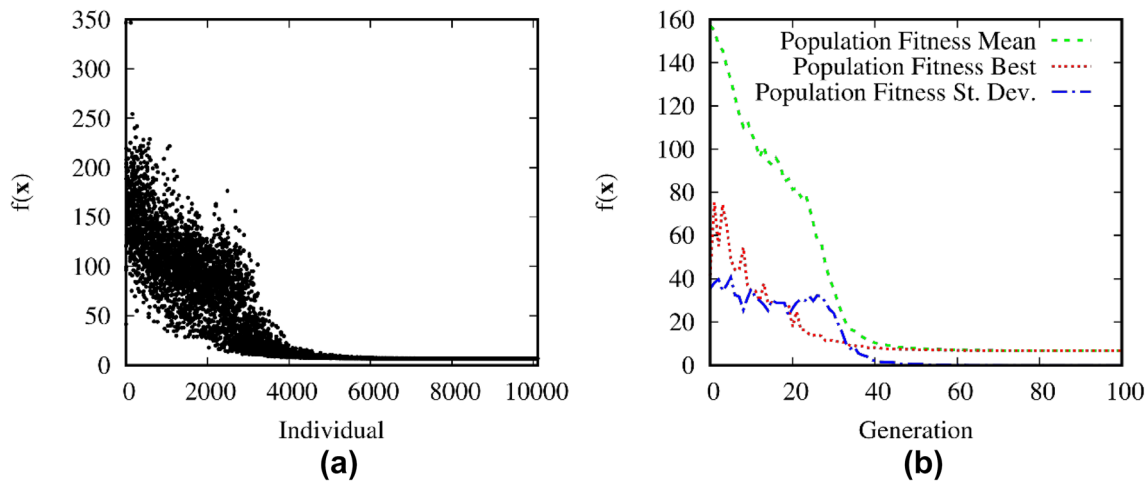 350
300
250
200
150
100
50
0
f(x)
0 2000 4000 6000 8000 10000
Individual
(a)
160
140
120
100
80
60
40
20
0
f(x)
Population Fitness Mean
Population Fitness Best
Population Fitness St. Dev.
0 20 40 60 80 100
Generation
(b)